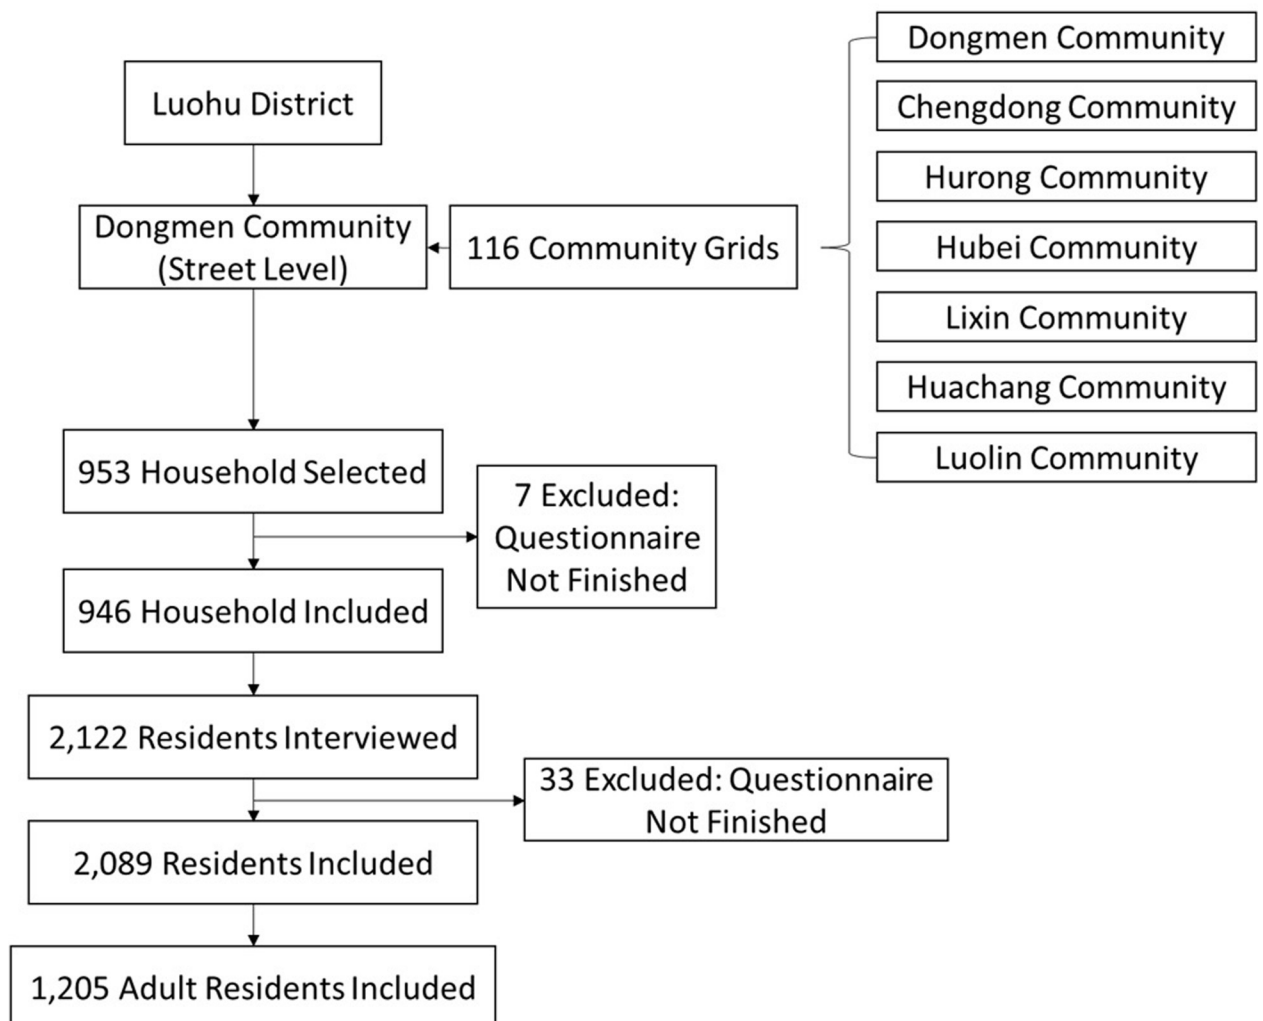 Luohu District
Dongmen Community
(Street Level)
116 Community Grids
Dongmen Community
Chengdong Community
Hurong Community
Hubei Community
Lixin Community
Huachang Community
Luolin Community
953 Household Selected
7 Excluded:
Questionnaire
Not Finished
946 Household Included
2,122 Residents Interviewed
33 Excluded: Questionnaire
Not Finished
2,089 Residents Included
1,205 Adult Residents Included